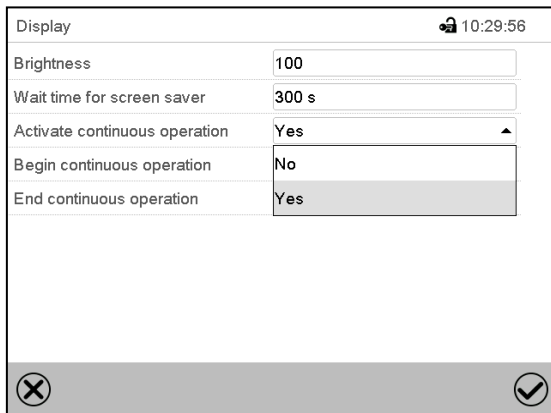 Display 10:29:56
Brightness 100
Wait time for screen saver 300 s
Activate continuous operation Yes
Begin continuous operation No
End continuous operation Yes